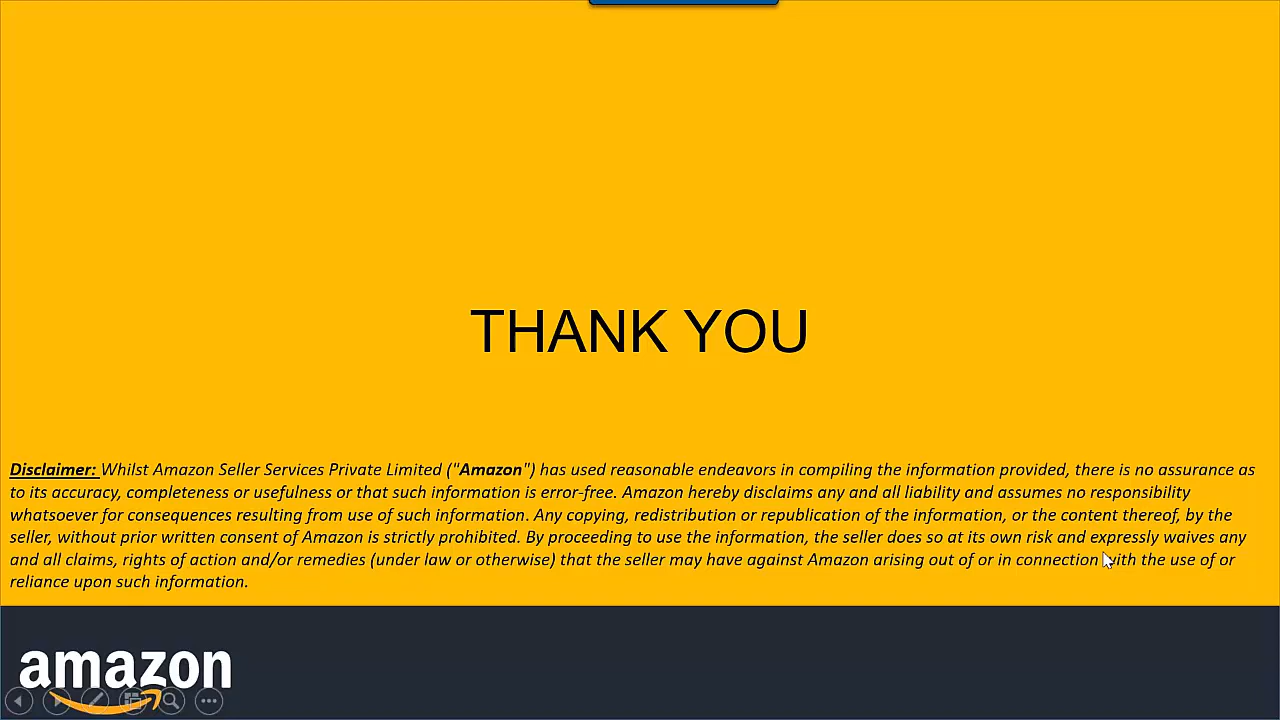 THANK YOU
Disclaimer: Whilst Amazon Seller Services Private Limited ("Amazon") has used reasonable endeavors in compiling the information provided, there is no assurance as
to its accuracy, completeness or usefulness or that such information is error-free. Amazon hereby disclaims any and all liability and assumes no responsibility
whatsoever for consequences resulting from use of such information. Any copying, redistribution or republication of the information, or the content thereof, by the
seller, without prior written consent of Amazon is strictly prohibited. By proceeding to use the information, the seller does so at its own risk and expressly waives any
and all claims, rights of action and/or remedies (under law or otherwise) that the seller may have against Amazon arising out of or in connection with the use of or
reliance upon such information.
amazon